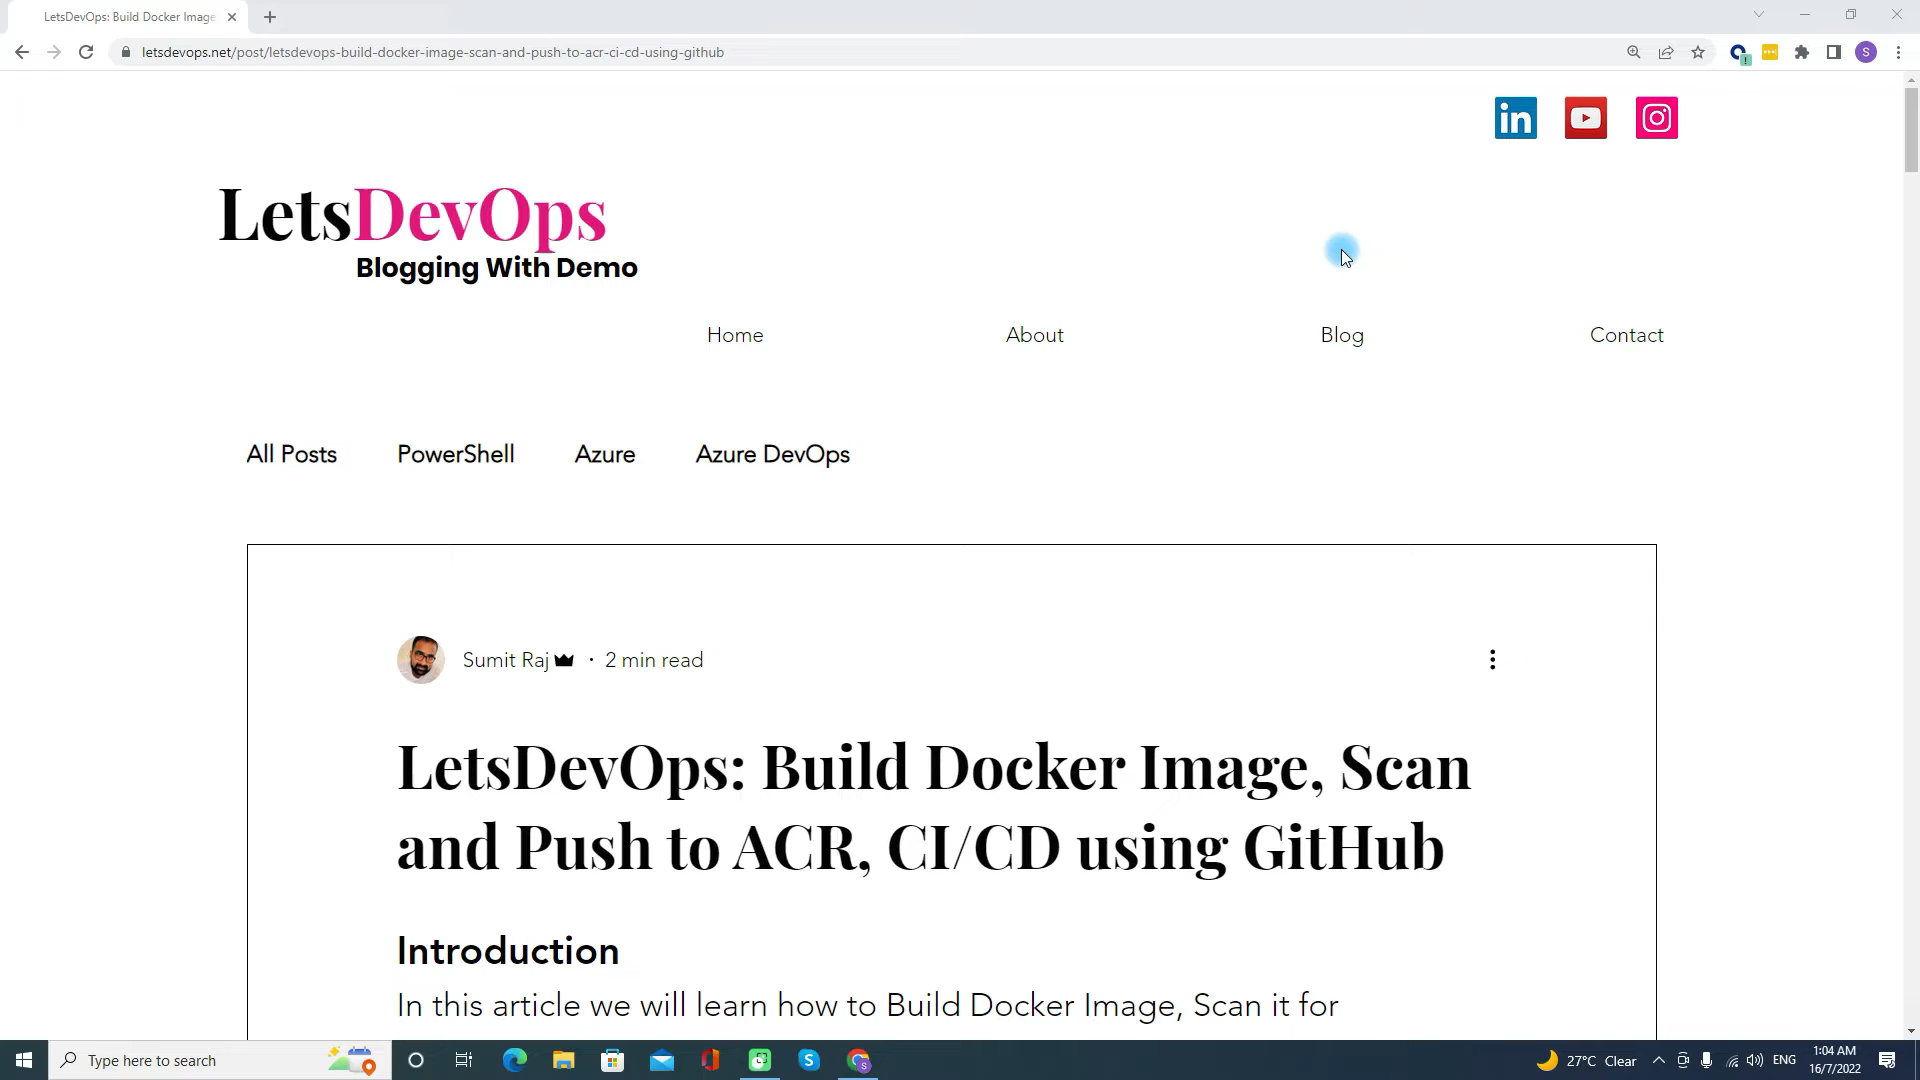 LetsDevOps: Build Docker Image
letsdevops.net/post/letsdevops-build-docker-image-scan-and-push-to-acr-ci-cd-using-github
S
in
LetsDevOps
Blogging With Demo
Home About Blog Contact
All Posts PowerShell Azure Azure DevOps
Sumit Raj · 2 min read
LetsDevOps: Build Docker Image, Scan
and Push to ACR, CI/CD using GitHub
Introduction
In this article we will learn how to Build Docker Image, Scan it for
Type here to search
27°C Clear
ENG
1:04 AM
16/7/2022